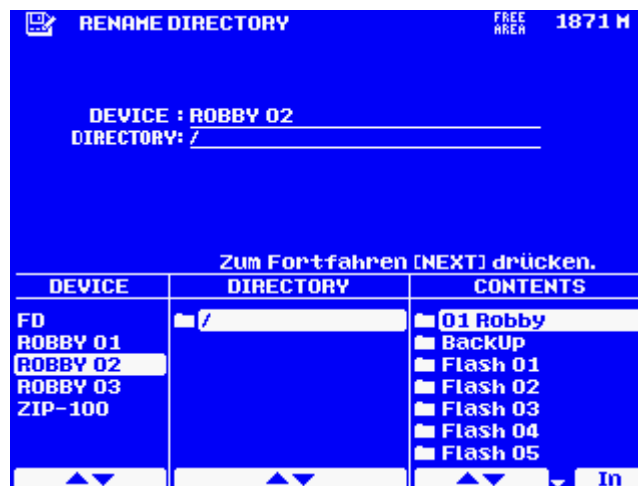 RENAME DIRECTORY FREE AREA 1871 M
DEVICE : ROBBY 02
DIRECTORY: /
Zum Fortfahren [NEXT] drücken.
DEVICE DIRECTORY CONTENTS
FD / 01 Robby
ROBBY 01 BackUp
ROBBY 02 Flash 01
ROBBY 03 Flash 02
ZIP-100 Flash 03
Flash 04
Flash 05
In